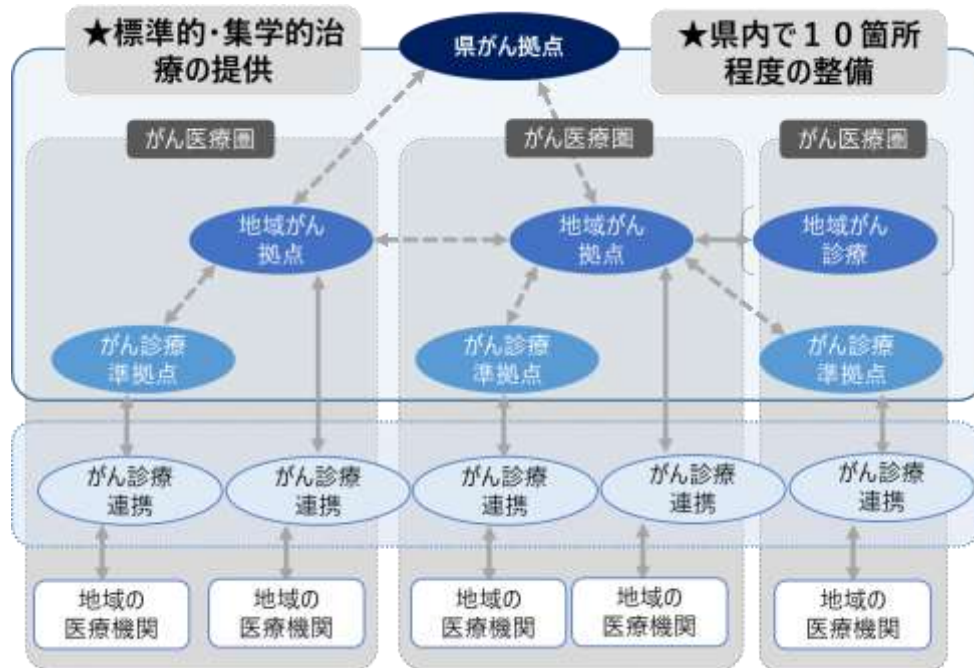 ★標準的・集学的治
療の提供
県がん拠点
★県内で１０箇所
程度の整備
がん医療圏
がん医療圏
がん医療圏
地域がん
拠点
地域がん
拠点
地域がん
診療
がん診療
準拠点
がん診療
準拠点
がん診療
準拠点
がん診療
連携
がん診療
連携
がん診療
連携
がん診療
連携
がん診療
連携
地域の
医療機関
地域の
医療機関
地域の
医療機関
地域の
医療機関
地域の
医療機関